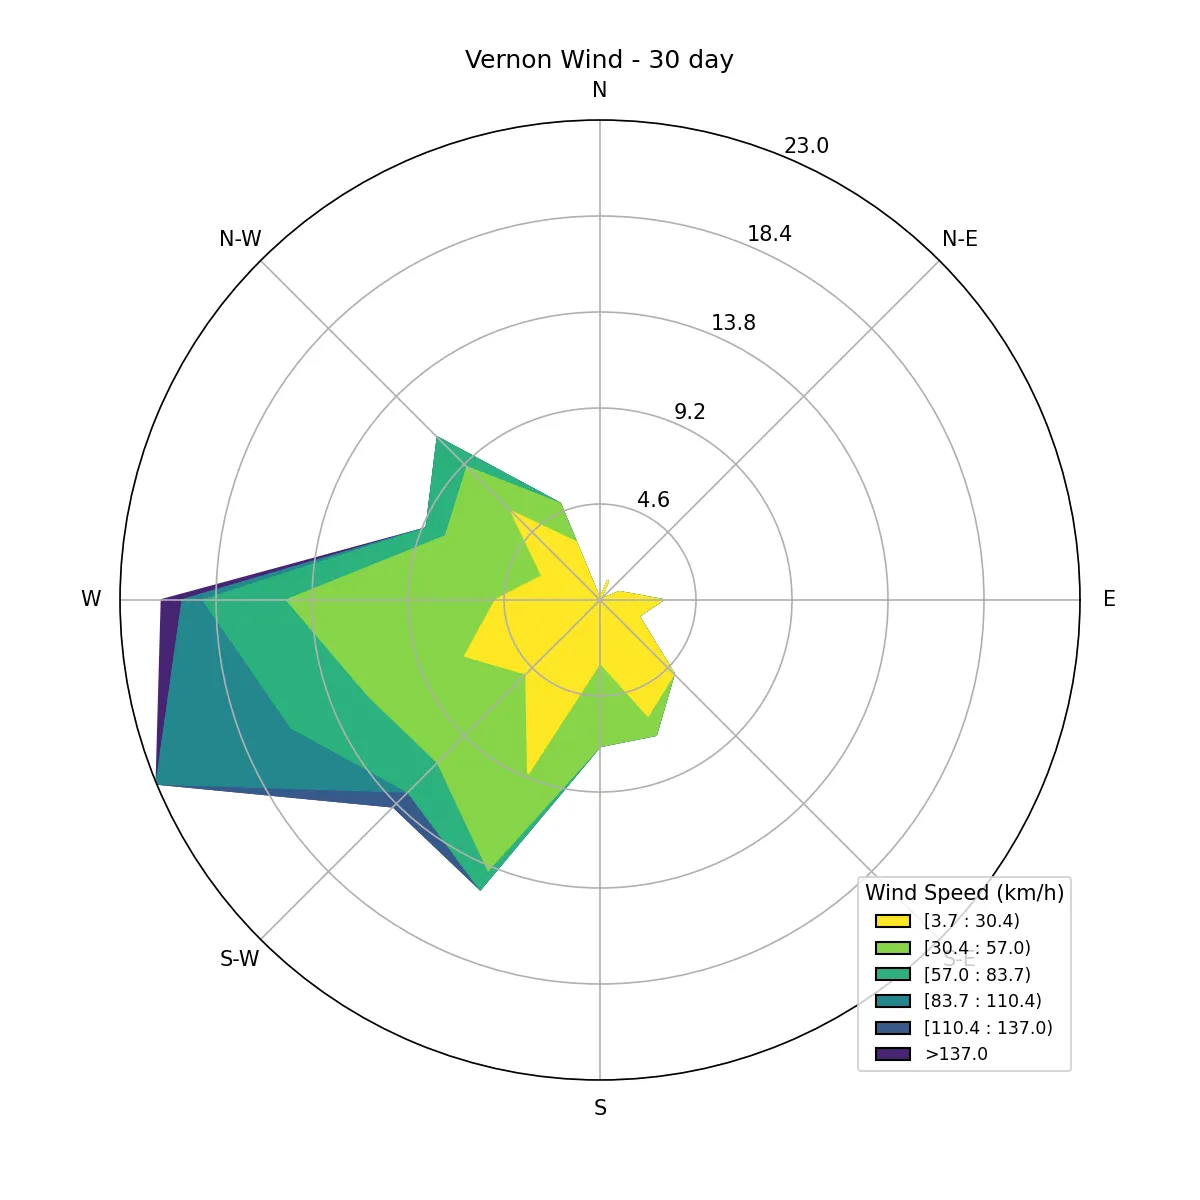 Vernon Wind - 30 day
N
23.0
18.4
N-W
N-E
13.8
9.2
4.6
W
E
S-W
S-E
S
Wind Speed (km/h)
[3.7 : 30.4)
[30.4 : 57.0)
[57.0 : 83.7)
[83.7 : 110.4)
[110.4 : 137.0)
>137.0